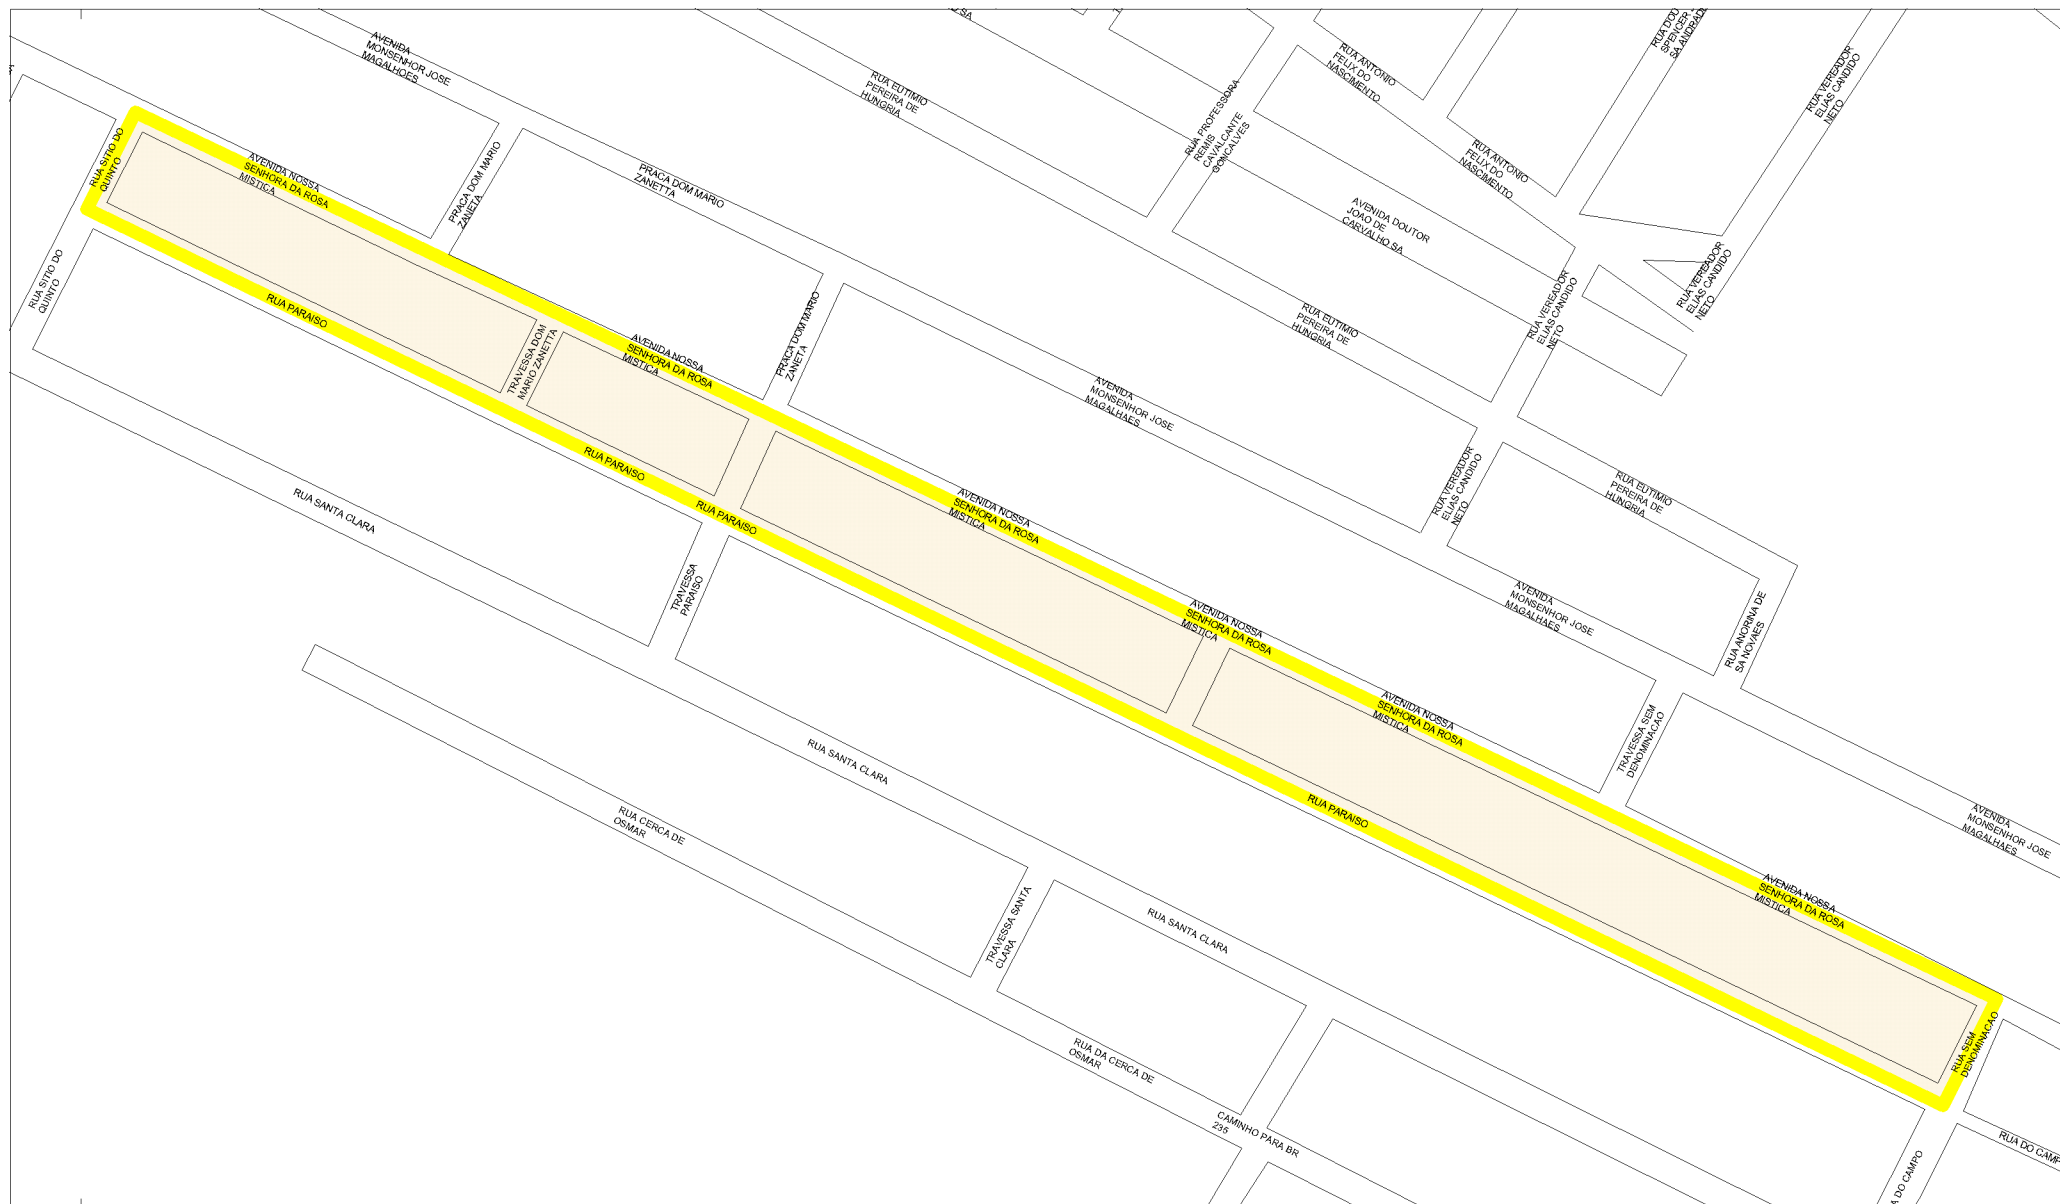 AVENIDA
MONSENHOR JOSE
MAGALHOES
RUA EUTIMIO
PEREIRA DE
HUNGRIA
RUA PROFESSORA
REMIS
CAVALCANTE
GONCALVES
RUA ANTONIO
FELIX DO
NASCIMENTO
SPENCER
SA ANDRADE
RUA VEREADOR
ELIAS CANDIDO
NETO
RUA ANTONIO
FELIX DO
NASCIMENTO
RUA SITIO DO
QUINTO
AVENIDA NOSSA
SENHORA DA ROSA
MISTICA
PRACA DOM MARIO
ZANETA
PRACA DOM MARIO
ZANETTA
AVENIDA DOUTOR
JOAO DE
CARVALHO SA
RUA VEREADOR
ELIAS CANDIDO
NETO
RUA SITIO DO
QUINTO
RUA PARAISO
TRAVESSA DOM
MARIO ZANETTA
AVENIDA NOSSA
SENHORA DA ROSA
MISTICA
PRACA DOM MARIO
ZANETA
RUA EUTIMIO
PEREIRA DE
HUNGRIA
RUA VEREADOR
ELIAS CANDIDO
NETO
AVENIDA
MONSENHOR JOSE
MAGALHAES
RUA PARAISO
RUA SANTA CLARA
RUA PARAISO
AVENIDA NOSSA
SENHORA DA ROSA
MISTICA
RUA VEREADOR
ELIAS CANDIDO
NETO
RUA EUTIMIO
PEREIRA DE
HUNGRIA
TRAVESSA
PARAISO
AVENIDA NOSSA
SENHORA DA ROSA
MISTICA
AVENIDA
MONSENHOR JOSE
MAGALHAES
RUA ANORINA DE
SA NOVAES
AVENIDA NOSSA
SENHORA DA ROSA
MISTICA
TRAVESSA SEM
DENOMINACAO
RUA SANTA CLARA
RUA PARAISO
AVENIDA
MONSENHOR JOSE
MAGALHAES
RUA CERCA DE
OSMAR
AVENIDA NOSSA
SENHORA DA ROSA
MISTICA
TRAVESSA SANTA
CLARA
RUA SANTA CLARA
RUA SEM
DENOMINACAO
RUA DA CERCA DE
OSMAR
CAMINHO PARA BR
235
RUA DO CAMP
DO CAMPO